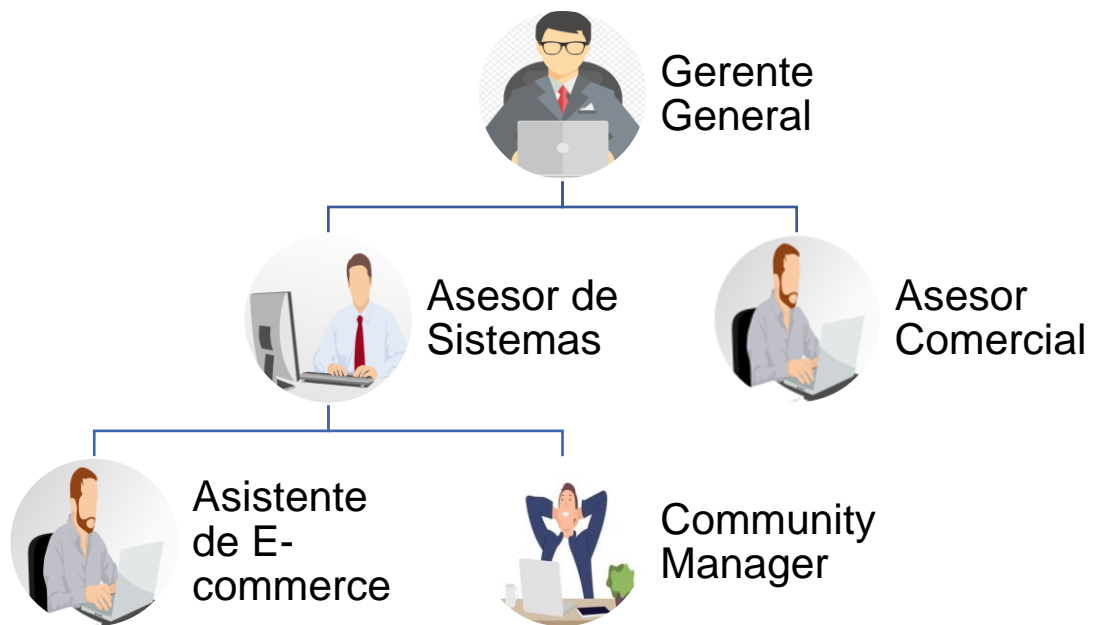 Gerente
General
Asesor de
Sistemas
Asesor
Comercial
Asistente
de E-
commerce
Community
Manager